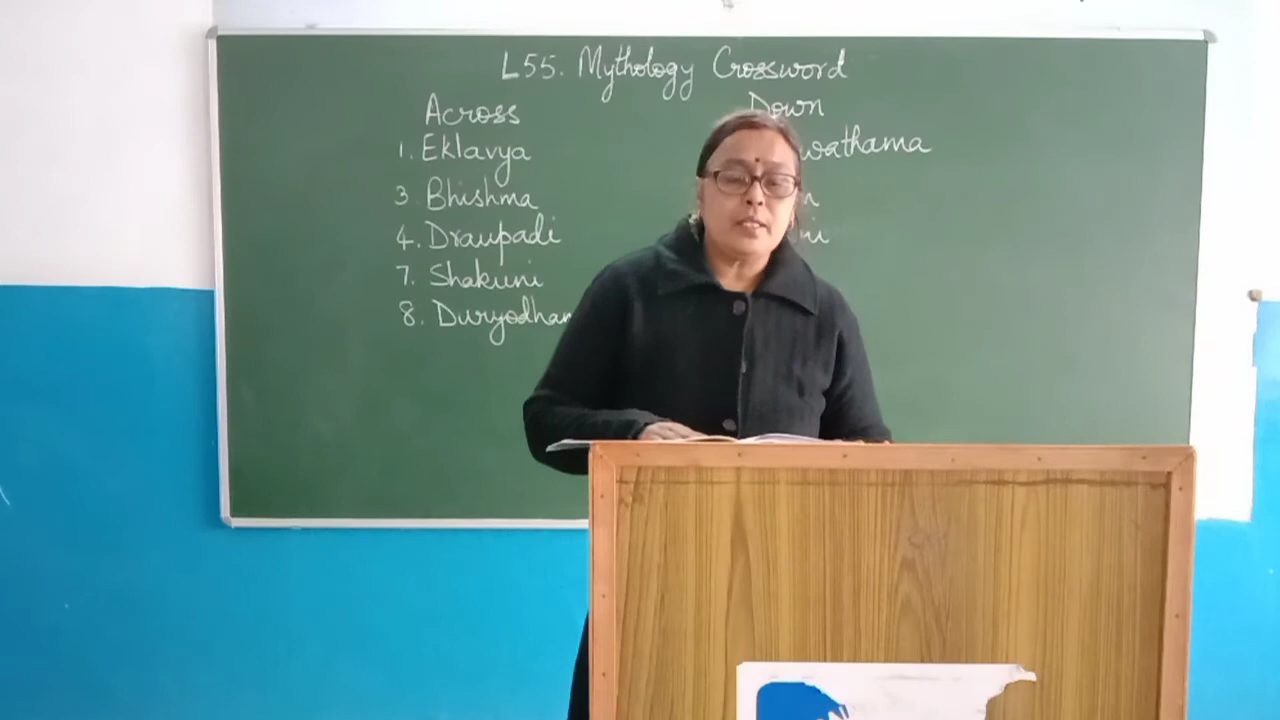 L55. Mythology Crossword
Across
Down
1. Eklavya
3. Bhishma
4. Draupadi
7. Shakuni
8. Duryodhan